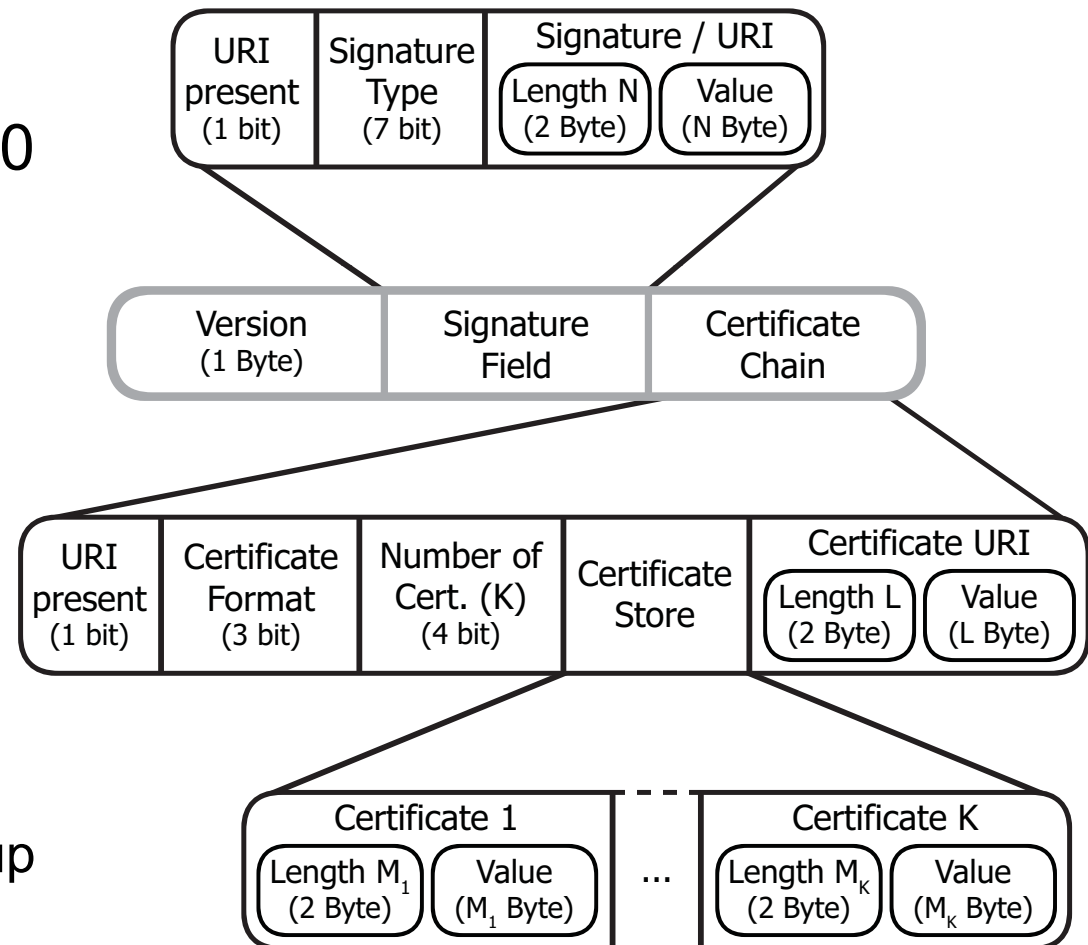 URI
present
(1 bit)
Signature
Type
(7 bit)
Signature / URI
Length N
(2 Byte)
Value
(N Byte)
0
Version
(1 Byte)
Signature
Field
Certificate
Chain
URI
present
(1 bit)
Certificate
Format
(3 bit)
Number of
Cert. (K)
(4 bit)
Certificate
Store
Certificate URI
Length L
(2 Byte)
Value
(L Byte)
up
Certificate 1
Length M₁
(2 Byte)
Value
(M₁ Byte)
...
Certificate K
Length Mₖ
(2 Byte)
Value
(Mₖ Byte)